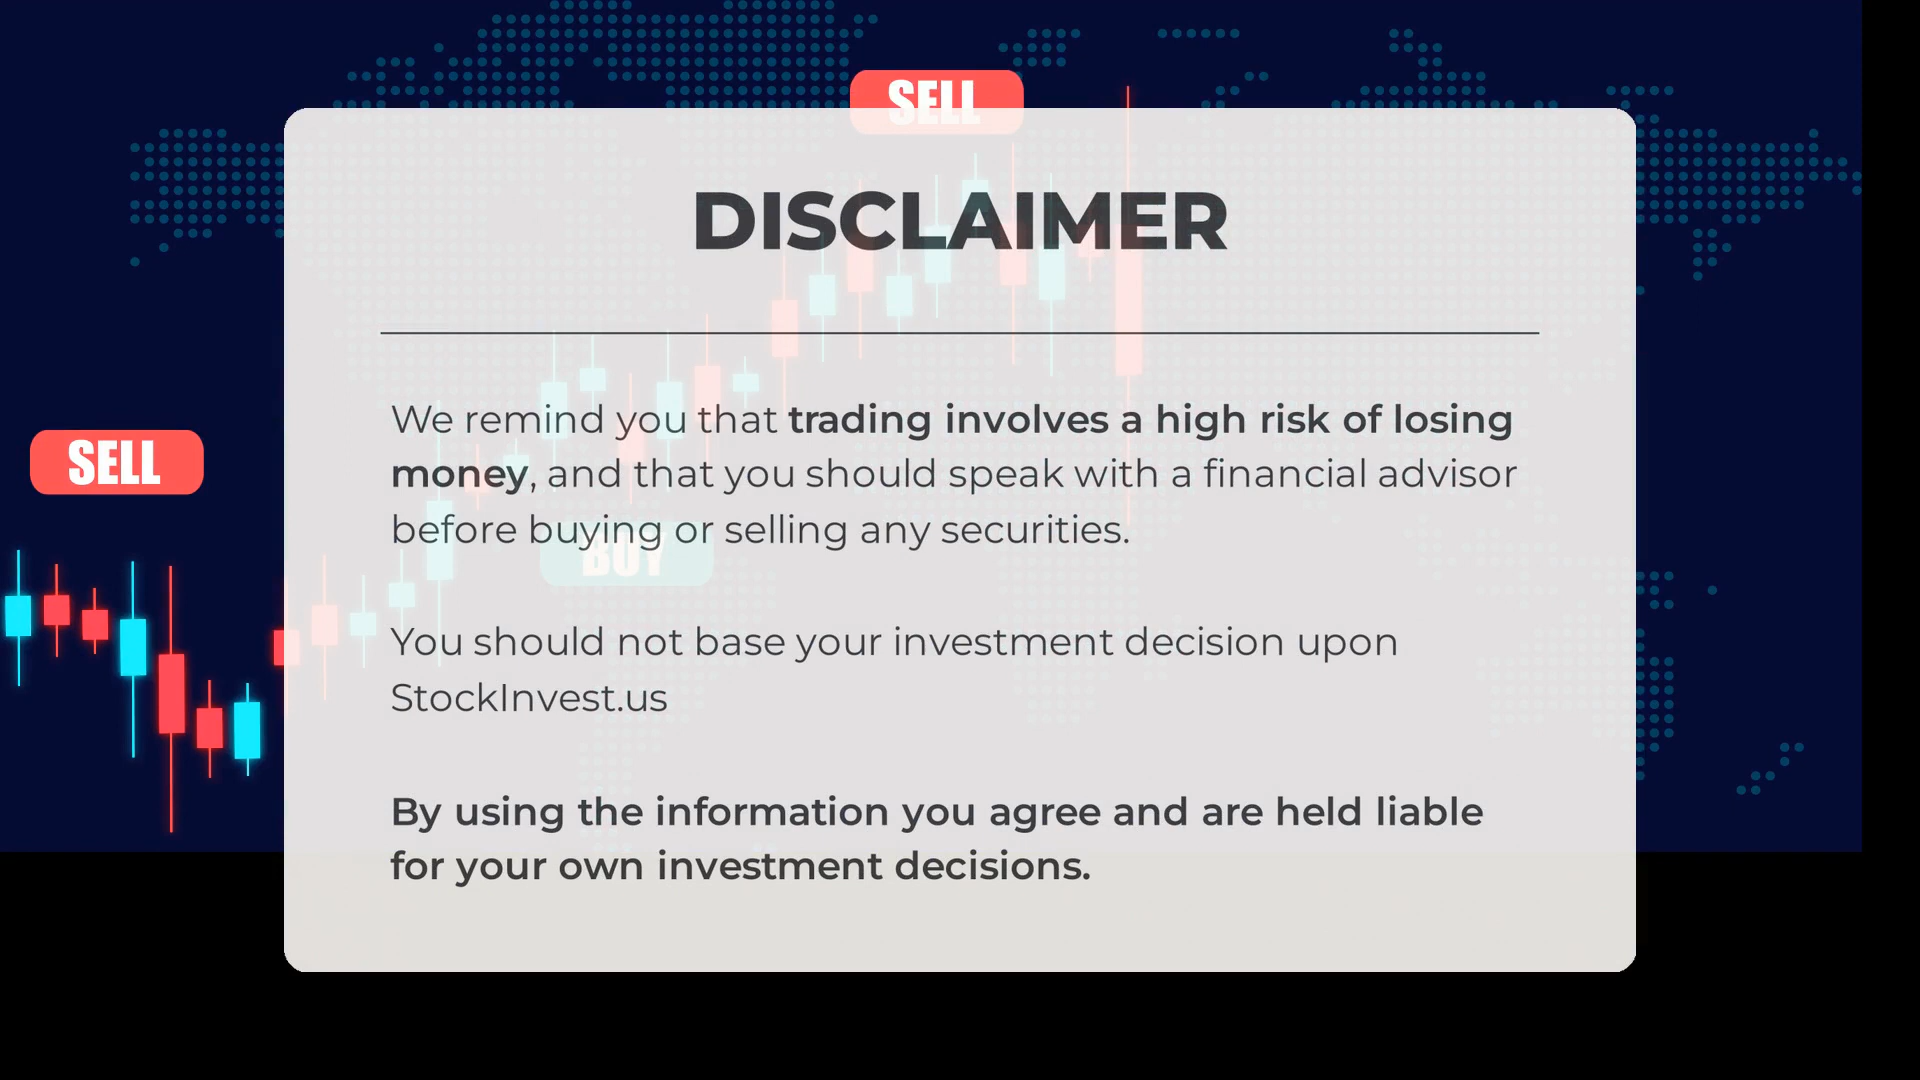 SELL
DISCLAIMER
We remind you that trading involves a high risk of losing
money, and that you should speak with a financial advisor
before buying or selling any securities.
SELL
BUY
You should not base your investment decision upon
StockInvest.us
By using the information you agree and are held liable
for your own investment decisions.